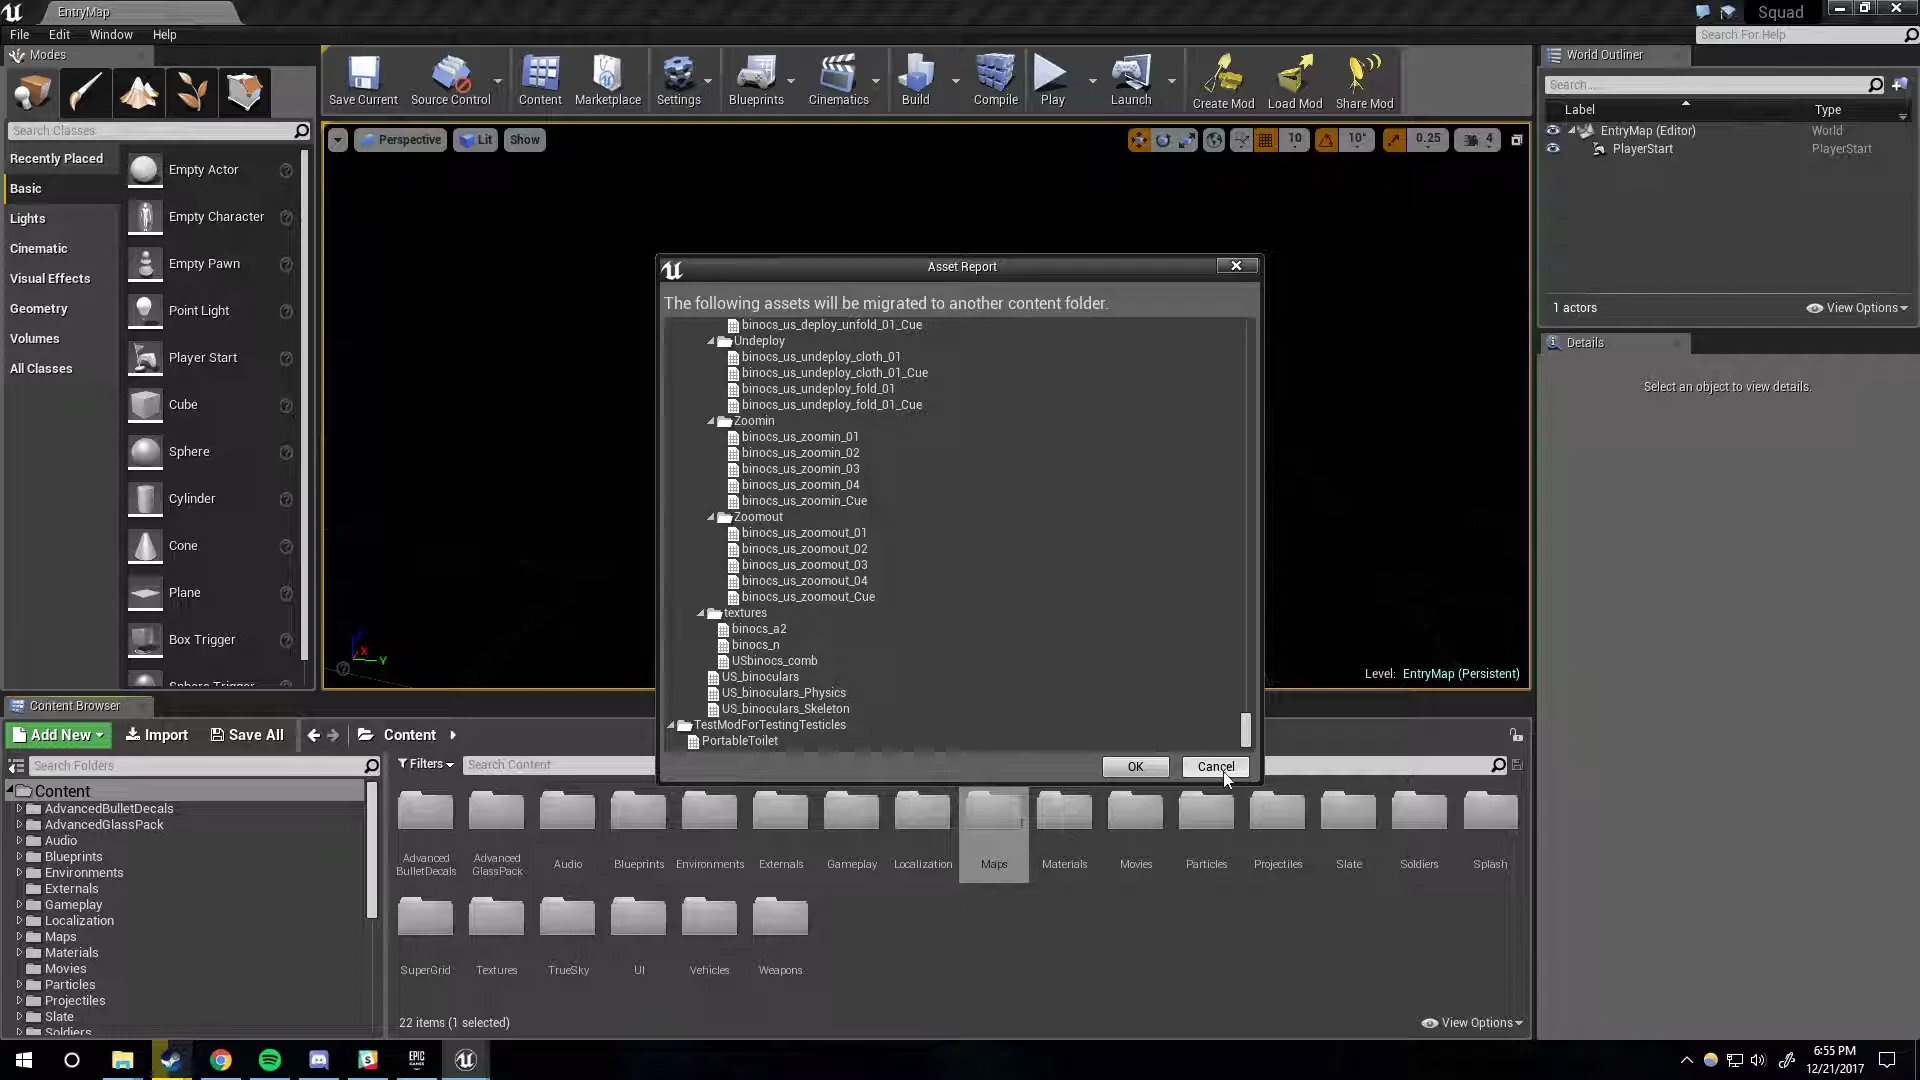 EntryMap
Squad
File
Edit
Window
Help
Search For Help
Modes
World Outliner
Save Current
Source Control
Content
Marketplace
Settings
Blueprints
Cinematics
Build
Compile
Play
Launch
Create Mod
Load Mod
Share Mod
Search...
Label
Type
Search Classes
EntryMap (Editor)
World
PlayerStart
PlayerStart
Recently Placed
Basic
Lights
Cinematic
Visual Effects
Geometry
Volumes
All Classes
Empty Actor
Empty Character
Empty Pawn
Point Light
Player Start
Cube
Sphere
Cylinder
Cone
Plane
Box Trigger
Sphere Trigger
Perspective
Lit
Show
10
10°
0.25
4
1 actors
View Options
Details
Select an object to view details.
Asset Report
The following assets will be migrated to another content folder.
binocs_us_deploy_unfold_01_Cue
Undeploy
binocs_us_undeploy_cloth_01
binocs_us_undeploy_cloth_01_Cue
binocs_us_undeploy_fold_01
binocs_us_undeploy_fold_01_Cue
Zoomin
binocs_us_zoomin_01
binocs_us_zoomin_02
binocs_us_zoomin_03
binocs_us_zoomin_04
binocs_us_zoomin_Cue
Zoomout
binocs_us_zoomout_01
binocs_us_zoomout_02
binocs_us_zoomout_03
binocs_us_zoomout_04
binocs_us_zoomout_Cue
textures
binocs_a2
binocs_n
USbinocs_comb
US_binoculars
US_binoculars_Physics
US_binoculars_Skeleton
TestModForTestingTesticles
PortableToilet
OK
Cancel
X
Y
Level: EntryMap (Persistent)
Content Browser
Add New
Import
Save All
Content
Search Folders
Filters
Search Content
Content
AdvancedBulletDecals
AdvancedGlassPack
Audio
Blueprints
Environments
Externals
Gameplay
Localization
Maps
Materials
Movies
Particles
Projectiles
Slate
Soldiers
Advanced BulletDecals
Advanced GlassPack
Audio
Blueprints
Environments
Externals
Gameplay
Localization
Maps
Materials
Movies
Particles
Projectiles
Slate
Soldiers
Splash
SuperGrid
Textures
TrueSky
UI
Vehicles
Weapons
22 items (1 selected)
View Options
EPIC
GAMES
6:55 PM
12/21/2017